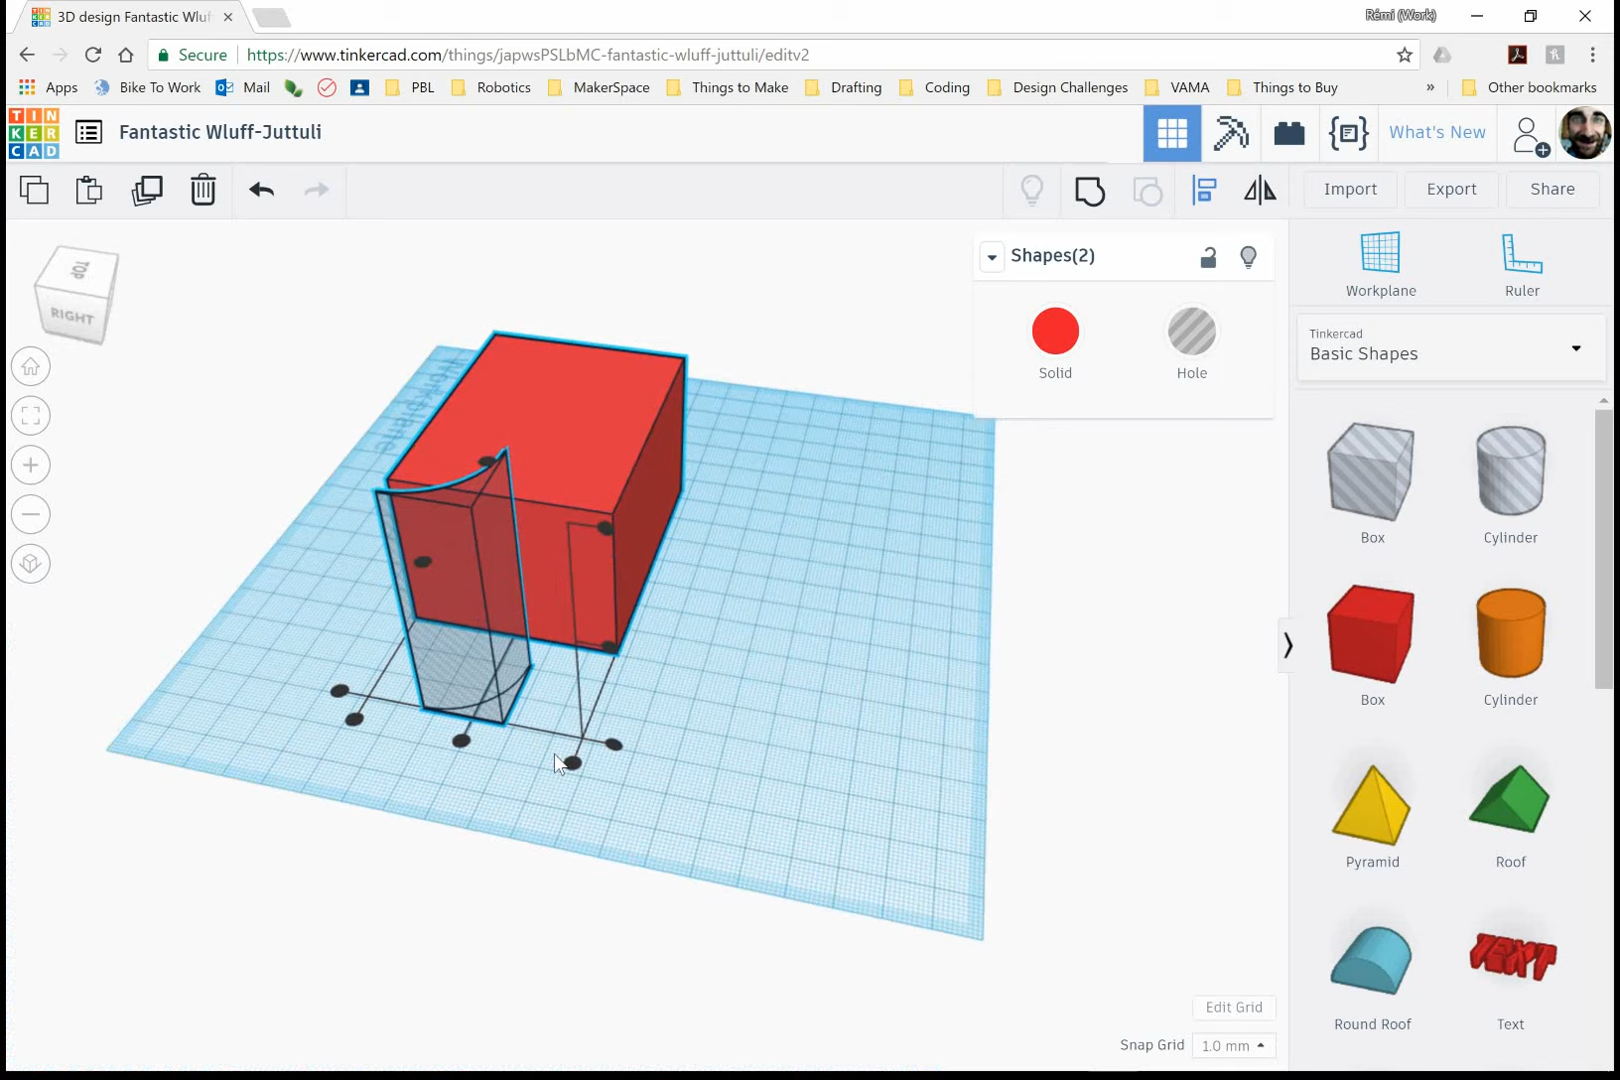 3D design Fantastic Wluf
Rémi (Work)
Secure https://www.tinkercad.com/things/japwsPSLbMC-fantastic-wluff-juttuli/editv2
Apps Bike To Work Mail PBL Robotics MakerSpace Things to Make Drafting Coding Design Challenges VAMA Things to Buy » Other bookmarks
TIN
KER
CAD
Fantastic Wluff-Juttuli
What's New
Import Export Share
TOP
RIGHT
Shapes(2)
Solid Hole
Workplane Ruler
Tinkercad
Basic Shapes
Workplane
Box Cylinder
Box Cylinder
Pyramid Roof
TEXT
Round Roof Text
Edit Grid
Snap Grid 1.0 mm